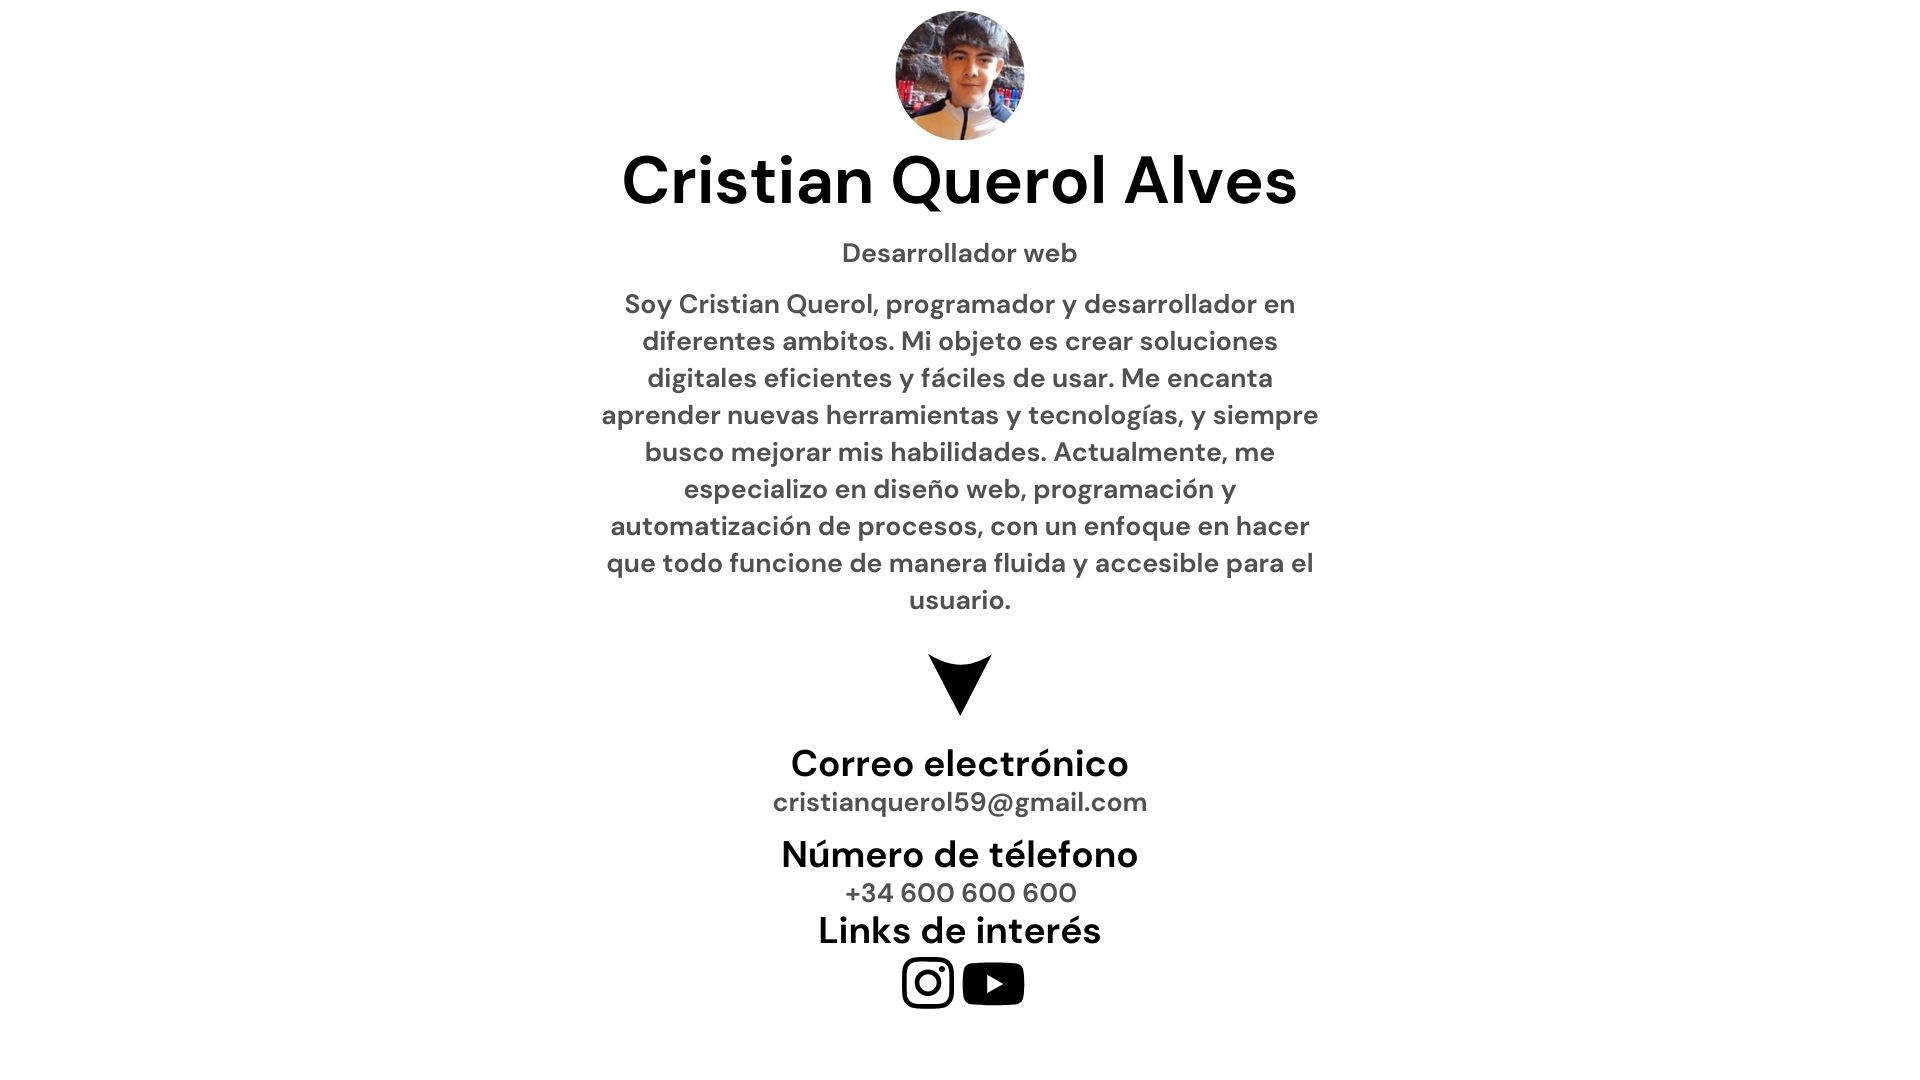 Cristian Querol Alves
Desarrollador web
Soy Cristian Querol, programador y desarrollador en
diferentes ambitos. Mi objeto es crear soluciones
digitales eficientes y fáciles de usar. Me encanta
aprender nuevas herramientas y tecnologías, y siempre
busco mejorar mis habilidades. Actualmente, me
especializo en diseño web, programación y
automatización de procesos, con un enfoque en hacer
que todo funcione de manera fluida y accesible para el
usuario.
Correo electrónico
cristianquerol59@gmail.com
Número de télefono
+34 600 600 600
Links de interés